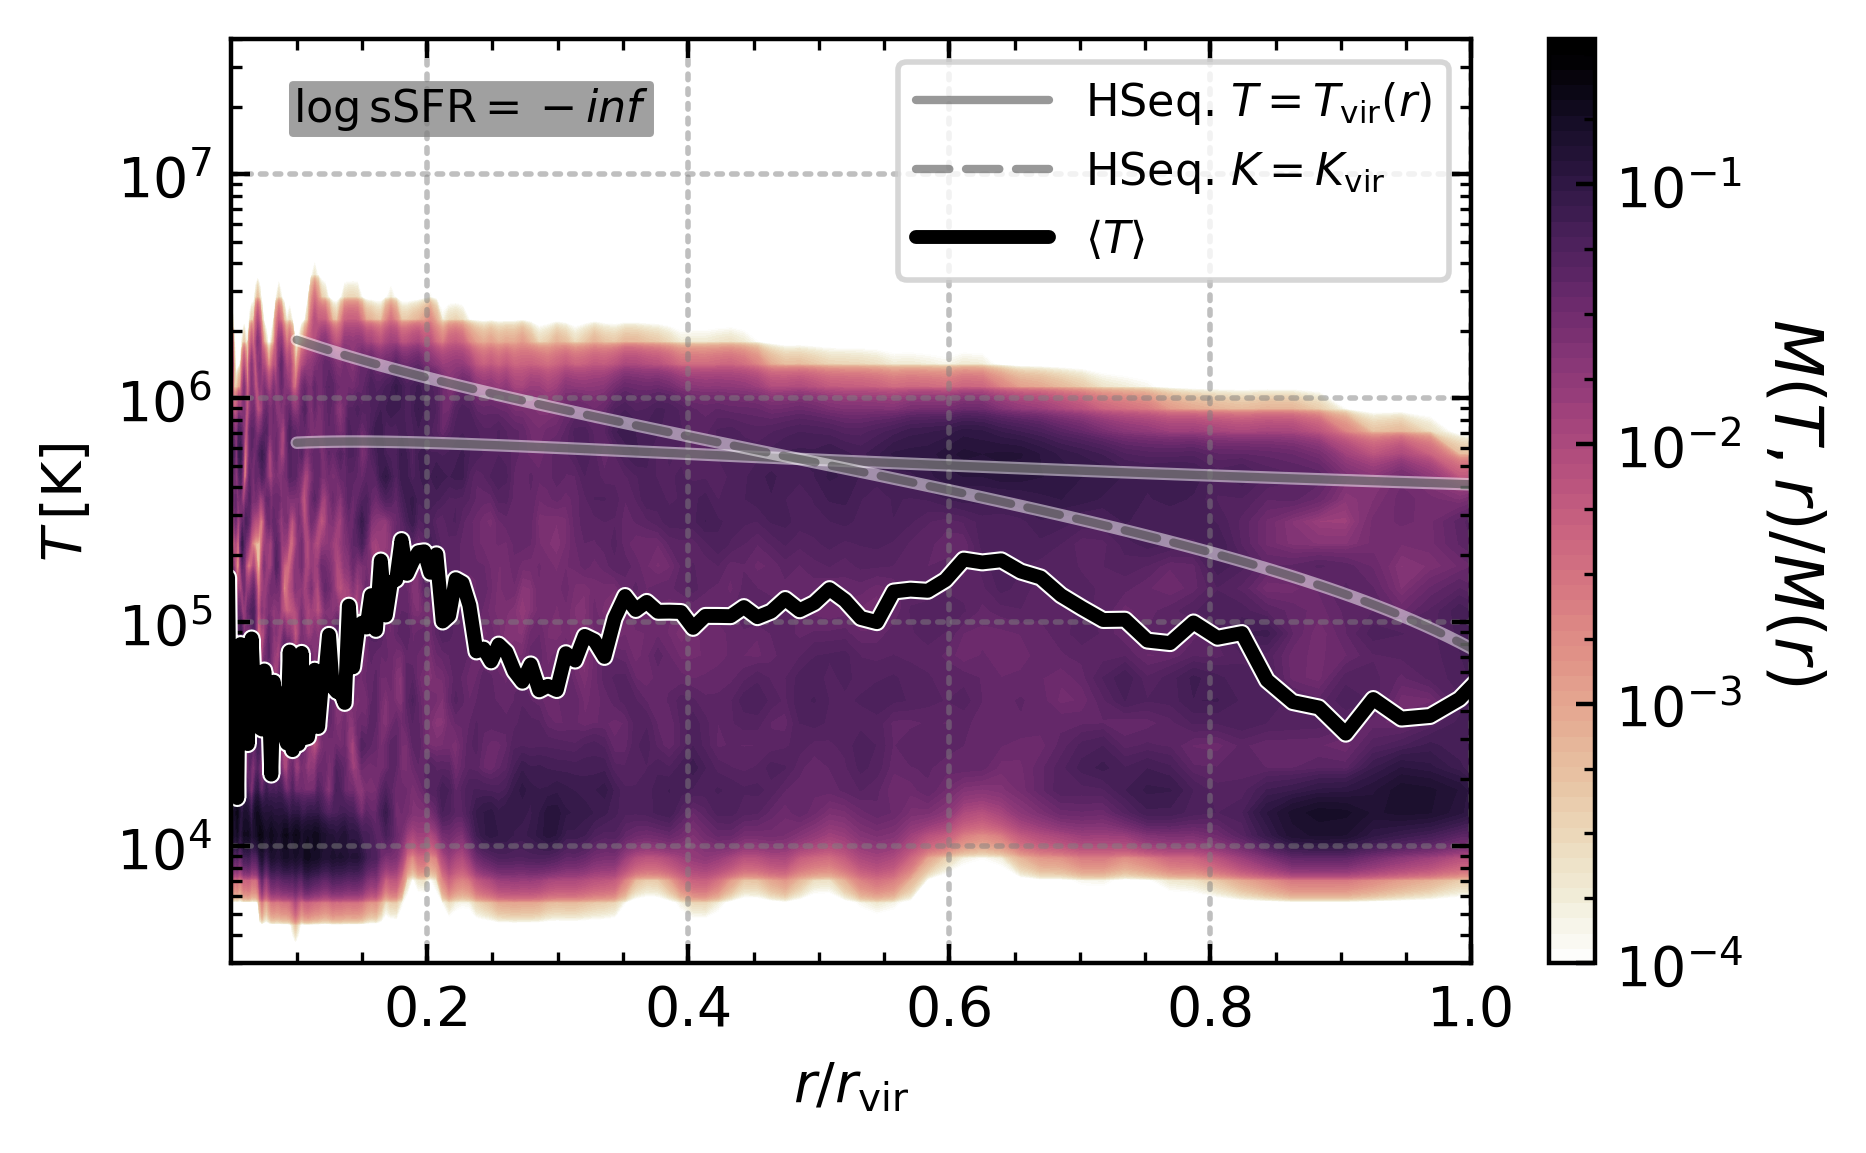 log sSFR = −inf
HSeq. T = T_vir(r)
HSeq. K = K_vir
⟨T⟩
10^7
10^6
10^5
10^4
T [K]
0.2 0.4 0.6 0.8 1.0
r/r_vir
10^−1
10^−2
10^−3
10^−4
M(T, r)/M(r)